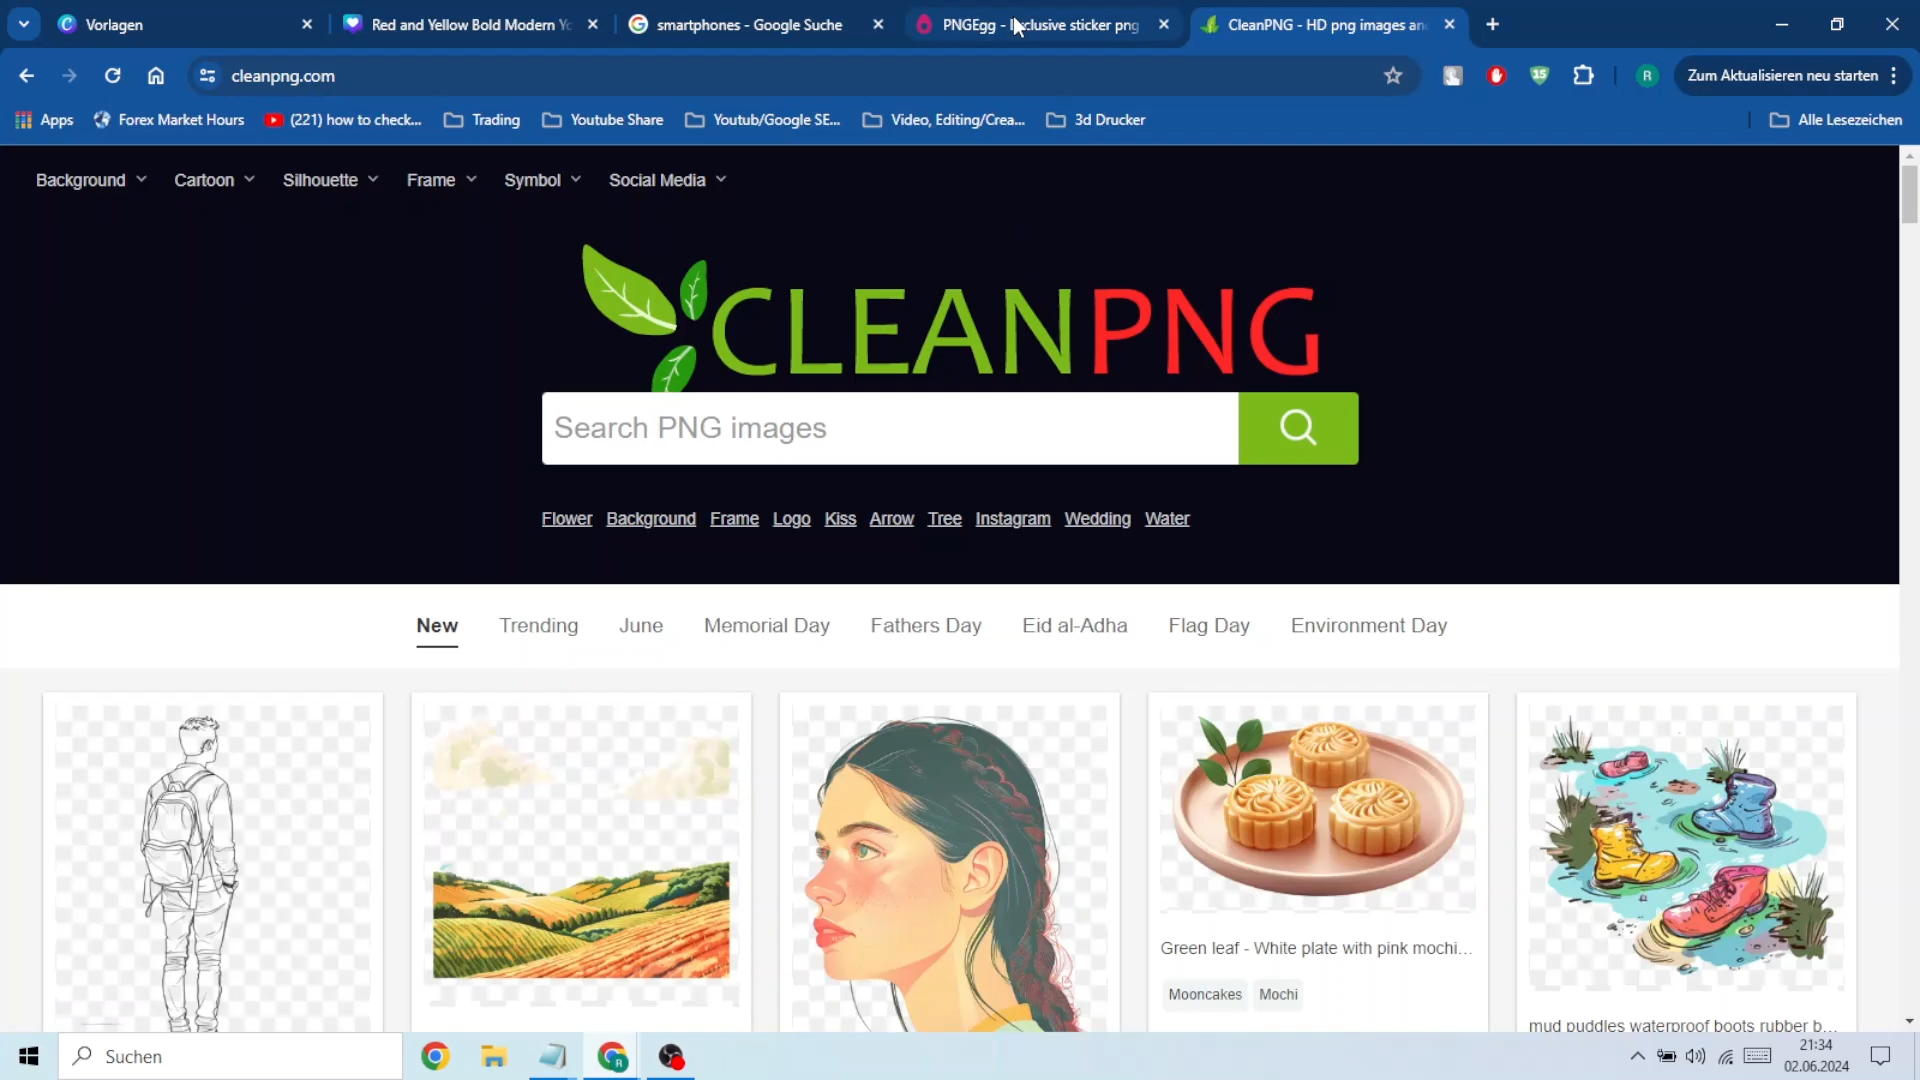 Vorlagen
Red and Yellow Bold Modern Yo
smartphones - Google Suche
PNGEgg - Inclusive sticker png
CleanPNG - HD png images an
cleanpng.com
15
R
Zum Aktualisieren neu starten
Apps
Forex Market Hours
(221) how to check...
Trading
Youtube Share
Youtub/Google SE...
Video, Editing/Crea...
3d Drucker
Alle Lesezeichen
Background
Cartoon
Silhouette
Frame
Symbol
Social Media
CLEANPNG
Search PNG images
Flower Background Frame Logo Kiss Arrow Tree Instagram Wedding Water
New
Trending
June
Memorial Day
Fathers Day
Eid al-Adha
Flag Day
Environment Day
Green leaf - White plate with pink mochi...
Mooncakes
Mochi
mud puddles waterproof boots rubber b...
Suchen
R
21:34
02.06.2024